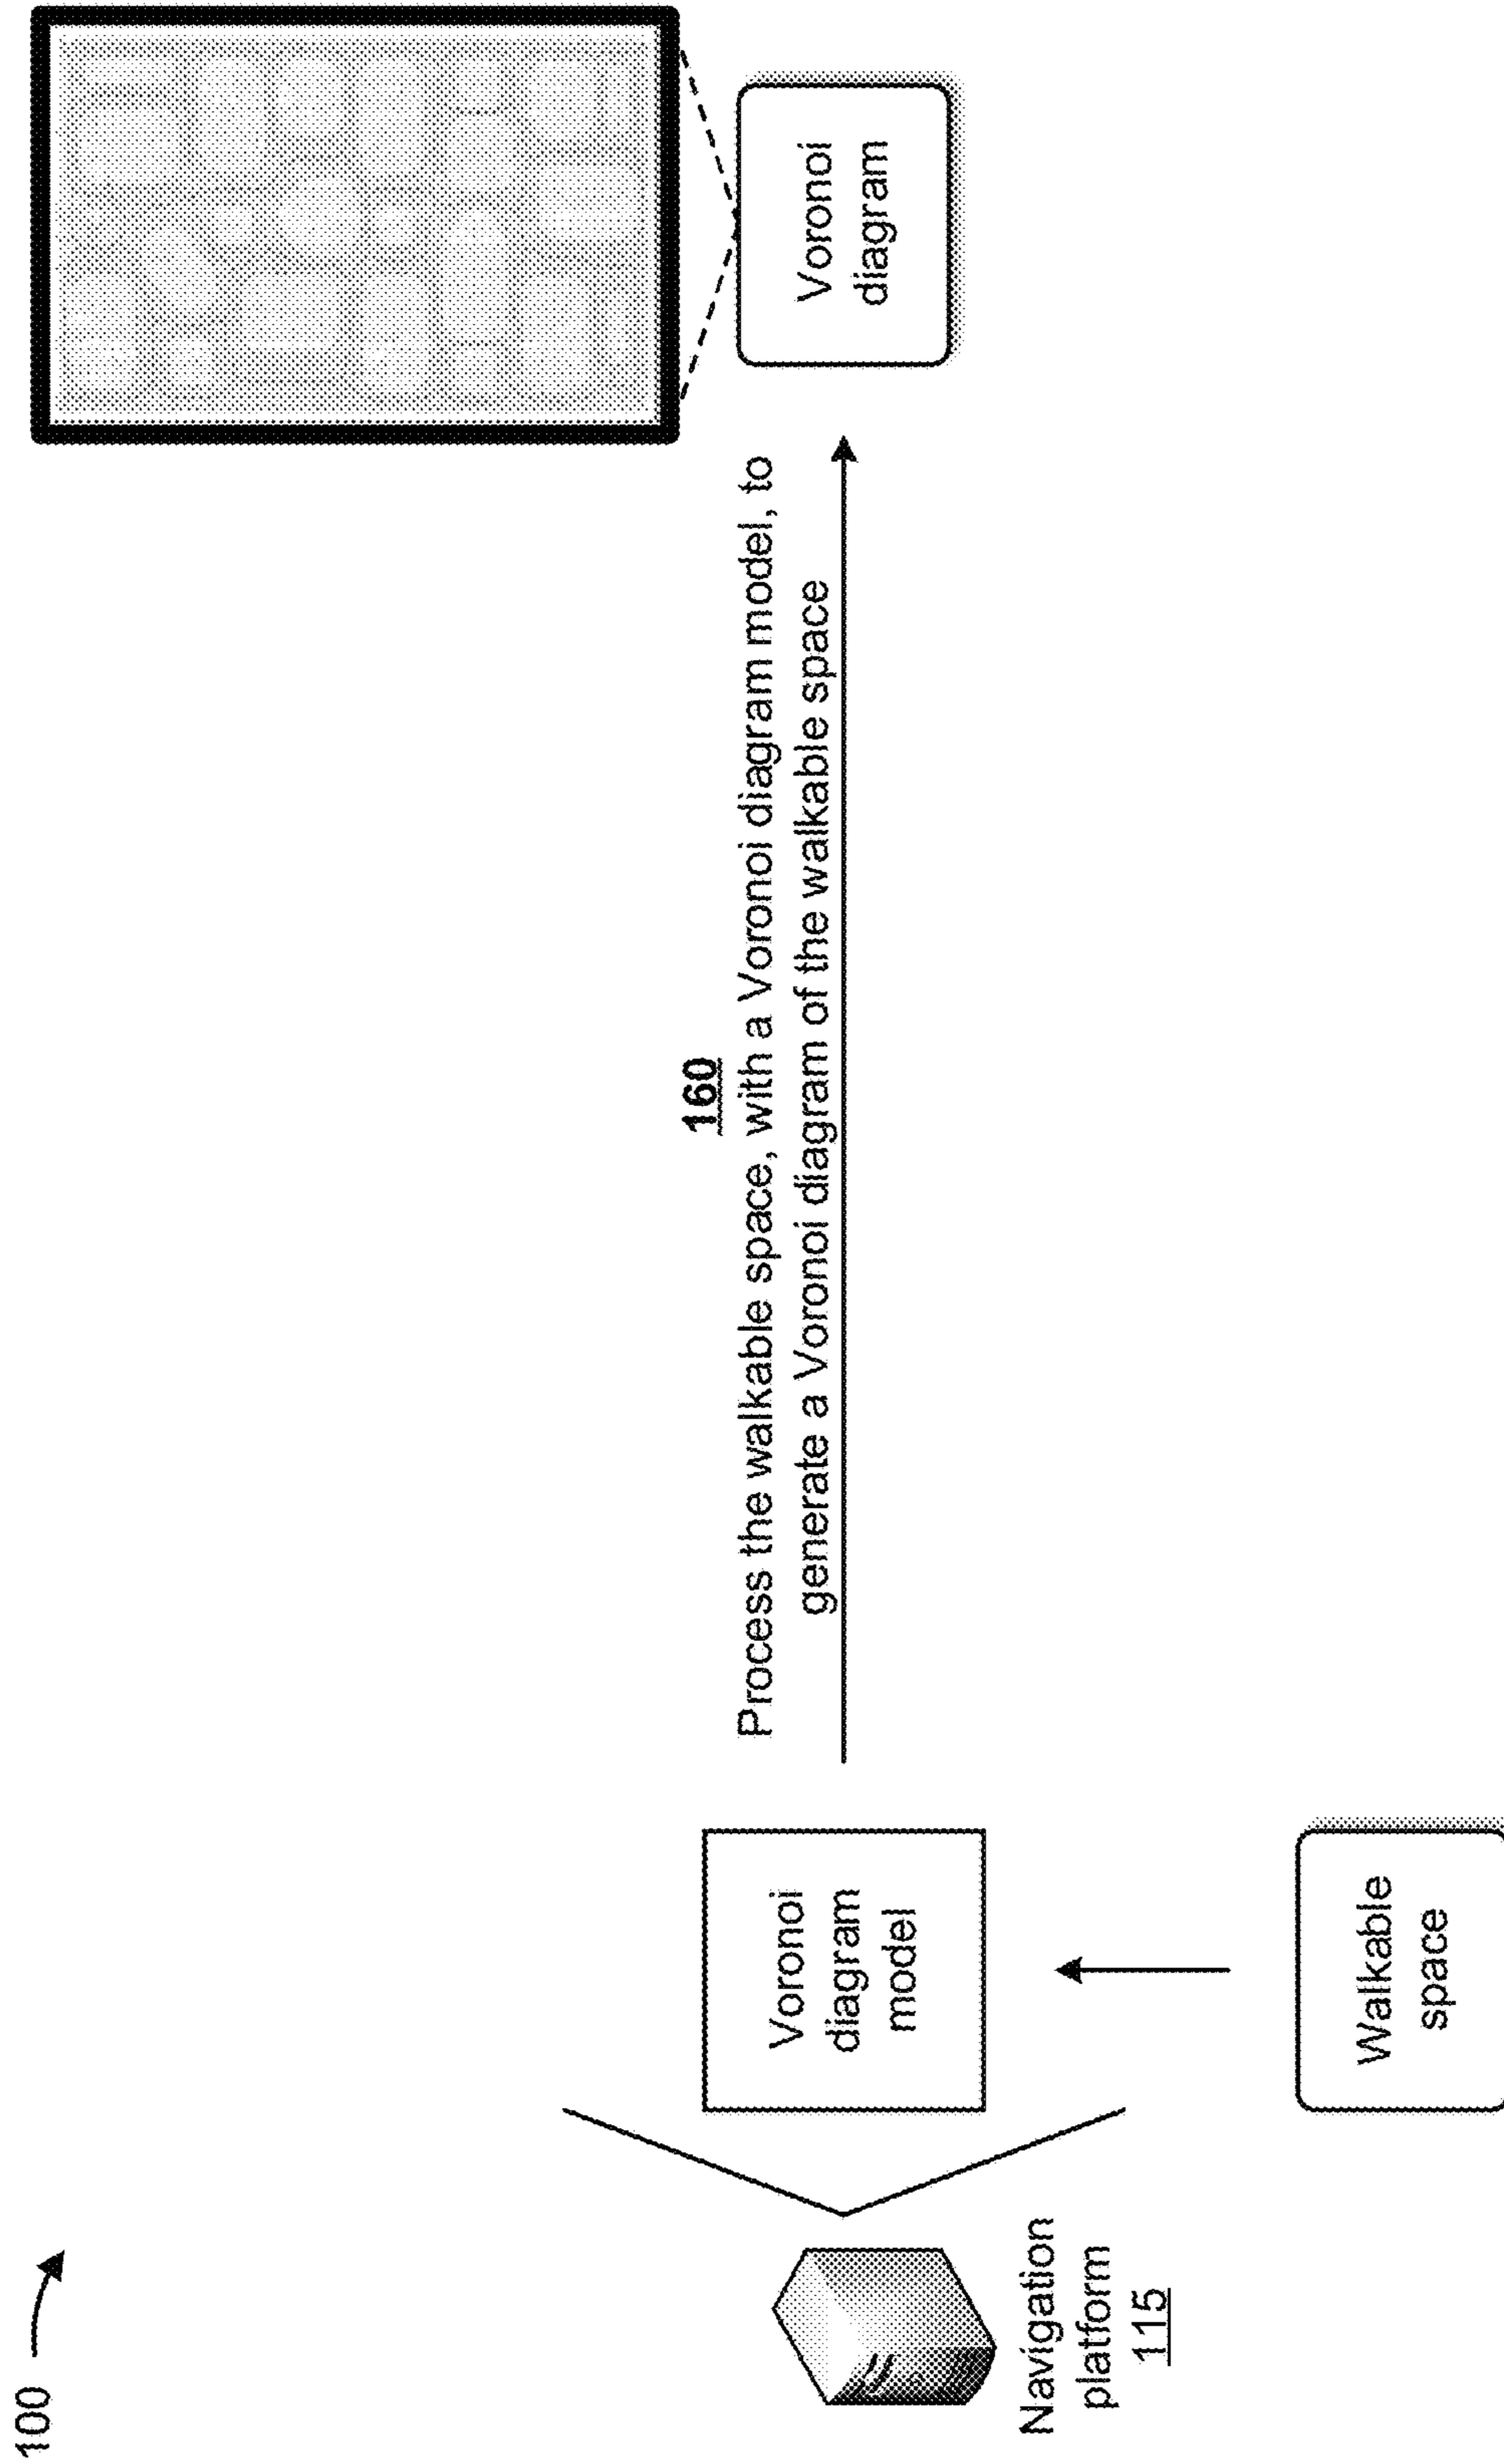 100
160
Process the walkable space, with a Voronoi diagram model, to
generate a Voronoi diagram of the walkable space
Voronoi
diagram
Voronoi
diagram
model
Navigation
platform
115
Walkable
space